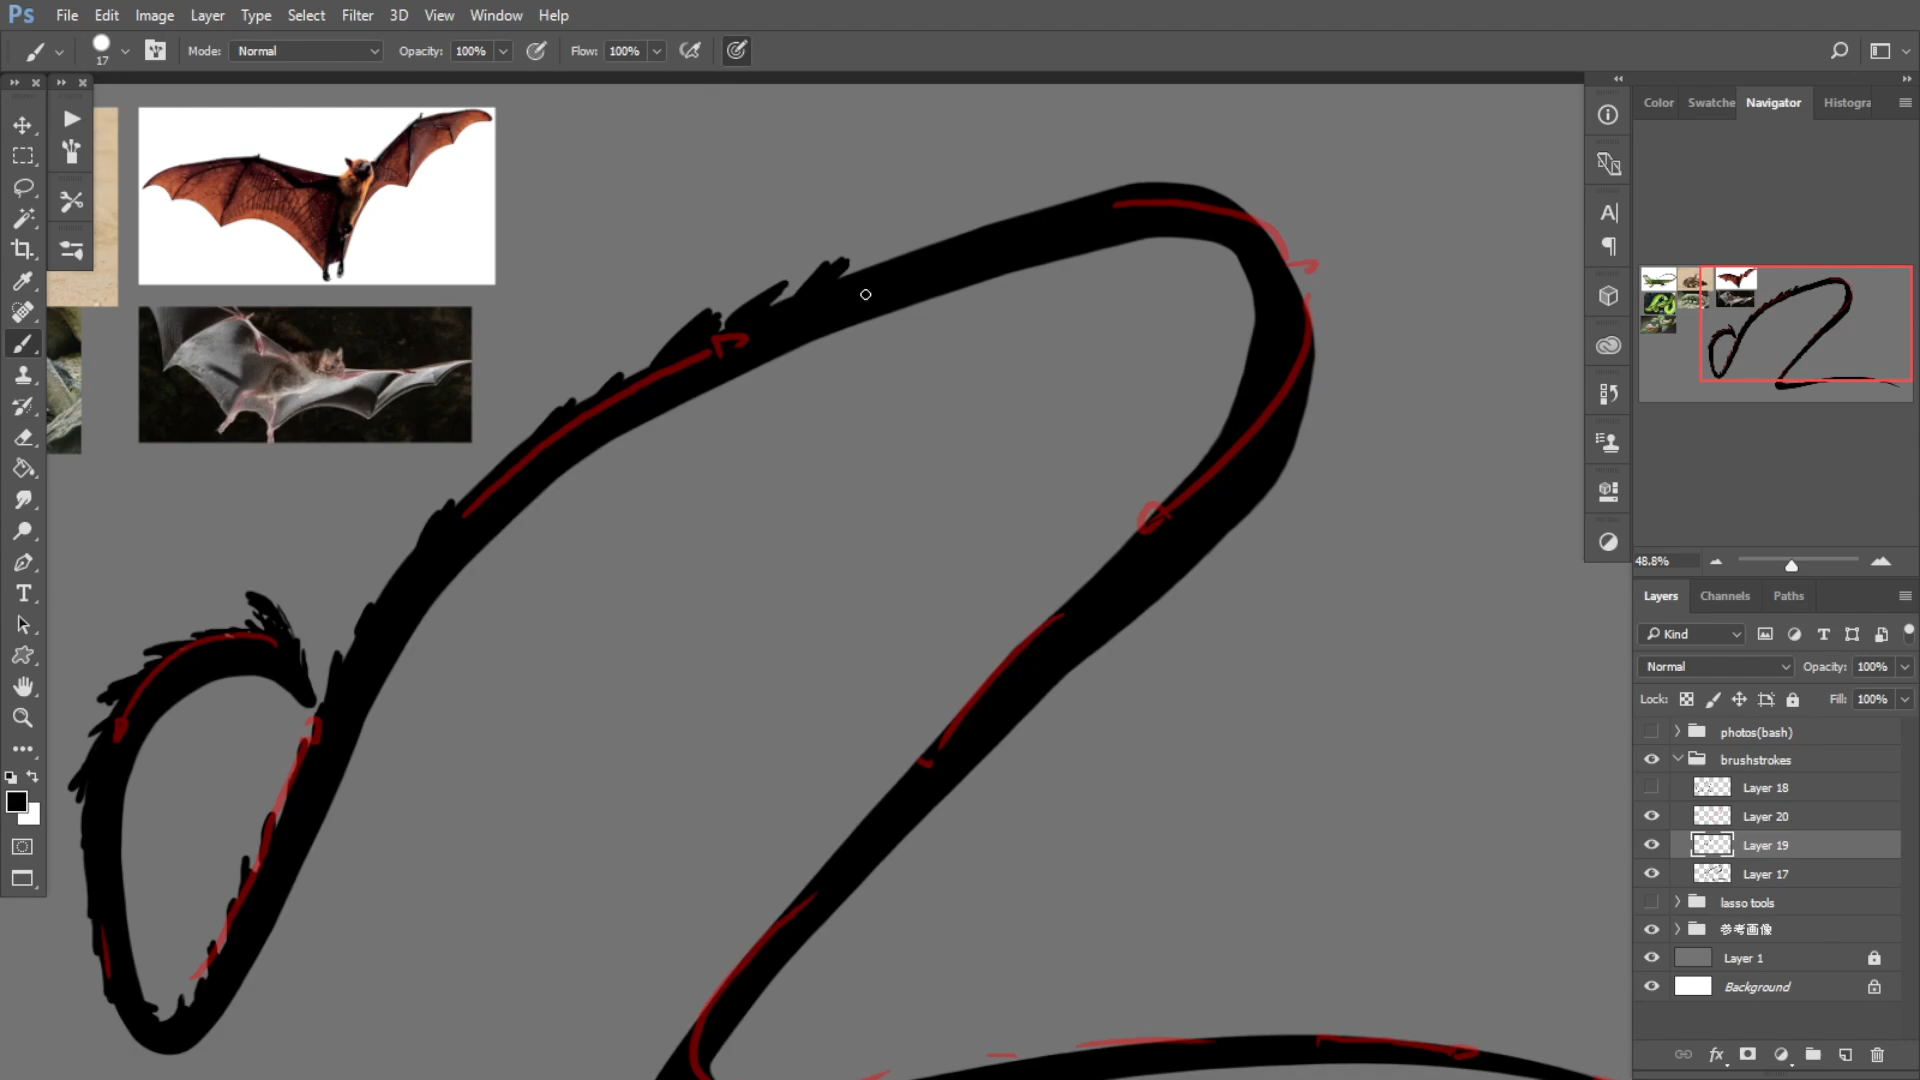 Ps File Edit Image Layer Type Select Filter 3D View Window Help
17 Mode: Normal Opacity: 100% Flow: 100%
Color Swatche Navigator Histogra
48.8%
Layers Channels Paths
Kind
Normal Opacity: 100%
Lock: Fill: 100%
photos(bash)
brushstrokes
Layer 18
Layer 20
Layer 19
Layer 17
lasso tools
参考画像
Layer 1
Background
fx